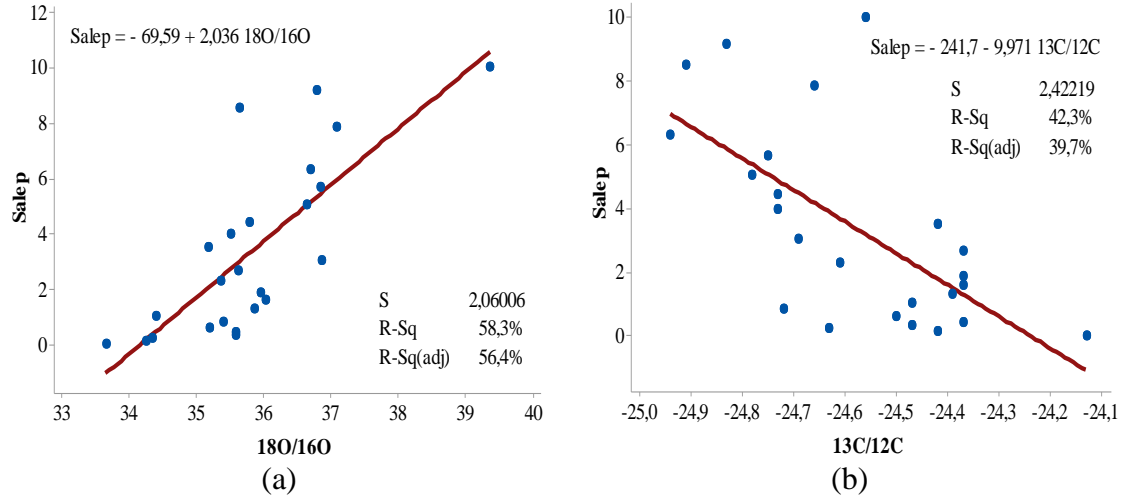 12
10
8
6
4
2
0
Salep
Salep = - 69,59 + 2,036 18O/16O
S 2,06006
R-Sq 58,3%
R-Sq(adj) 56,4%
33 34 35 36 37 38 39 40
18O/16O
(a)
10
8
6
4
2
0
Salep
Salep = - 241,7 - 9,971 13C/12C
S 2,42219
R-Sq 42,3%
R-Sq(adj) 39,7%
-25,0 -24,9 -24,8 -24,7 -24,6 -24,5 -24,4 -24,3 -24,2 -24,1
13C/12C
(b)